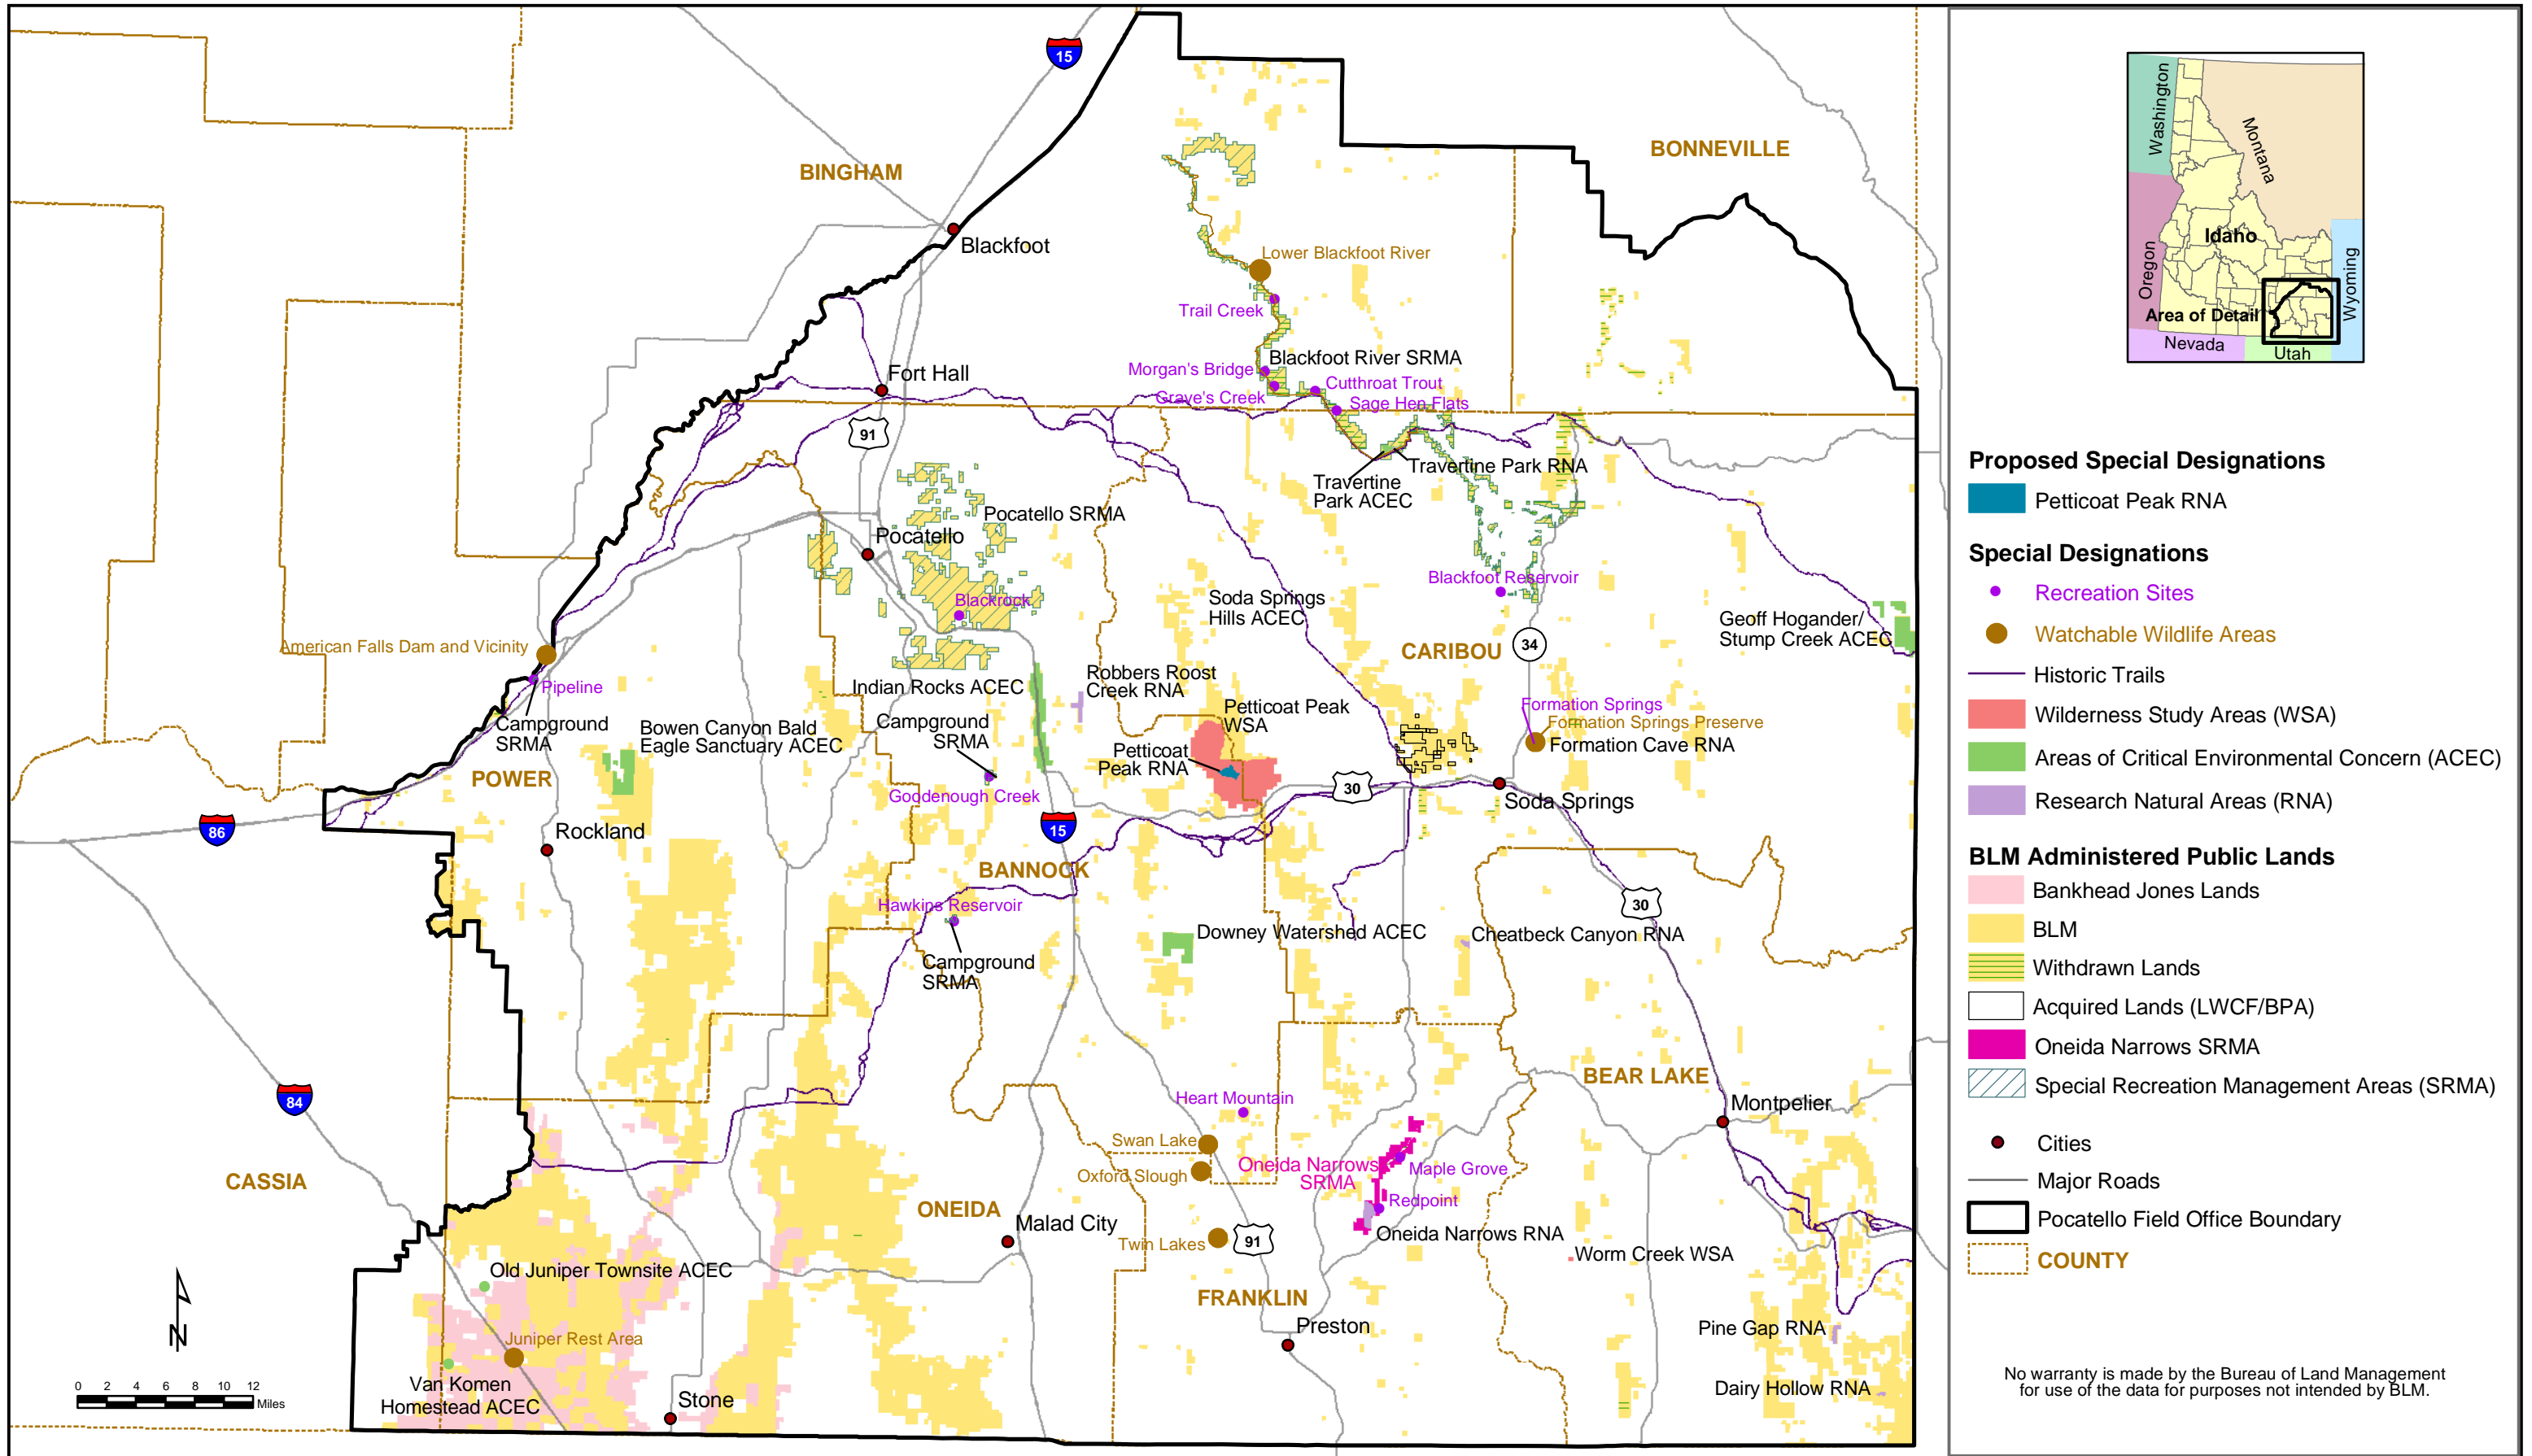 15
BINGHAM
BONNEVILLE
Blackfoot
Lower Blackfoot River
Trail Creek
Blackfoot River SRMA
Morgan's Bridge
Cutthroat Trout
Grave's Creek
Sage Hen Flats
Fort Hall
91
Travertine Park RNA
Travertine
Park ACEC
Pocatello SRMA
Pocatello
Blackrock
Blackfoot Reservoir
Soda Springs
Hills ACEC
Geoff Hogander/
Stump Creek ACEC
CARIBOU
34
American Falls Dam and Vicinity
Pipeline
Campground
SRMA
Indian Rocks ACEC
Robbers Roost
Creek RNA
Bowen Canyon Bald
Eagle Sanctuary ACEC
Campground
SRMA
Petticoat Peak
WSA
Formation Springs
Formation Springs Preserve
Formation Cave RNA
Petticoat
Peak RNA
POWER
Goodenough Creek
30
Soda Springs
86
Rockland
15
BANNOCK
Hawkins Reservoir
30
Downey Watershed ACEC
Cheatbeck Canyon RNA
Campground
SRMA
84
BEAR LAKE
Heart Mountain
Montpelier
Swan Lake
Oxford Slough
Oneida Narrows
SRMA
Maple Grove
Redpoint
CASSIA
ONEIDA
Malad City
Twin Lakes
91
Oneida Narrows RNA
Worm Creek WSA
Old Juniper Townsite ACEC
FRANKLIN
Preston
Juniper Rest Area
Pine Gap RNA
Van Komen
Homestead ACEC
Stone
Dairy Hollow RNA
N
0 2 4 6 8 10 12
Miles
Washington
Montana
Oregon
Idaho
Wyoming
Area of Detail
Nevada
Utah
Proposed Special Designations
Petticoat Peak RNA
Special Designations
Recreation Sites
Watchable Wildlife Areas
Historic Trails
Wilderness Study Areas (WSA)
Areas of Critical Environmental Concern (ACEC)
Research Natural Areas (RNA)
BLM Administered Public Lands
Bankhead Jones Lands
BLM
Withdrawn Lands
Acquired Lands (LWCF/BPA)
Oneida Narrows SRMA
Special Recreation Management Areas (SRMA)
Cities
Major Roads
Pocatello Field Office Boundary
COUNTY
No warranty is made by the Bureau of Land Management
for use of the data for purposes not intended by BLM.